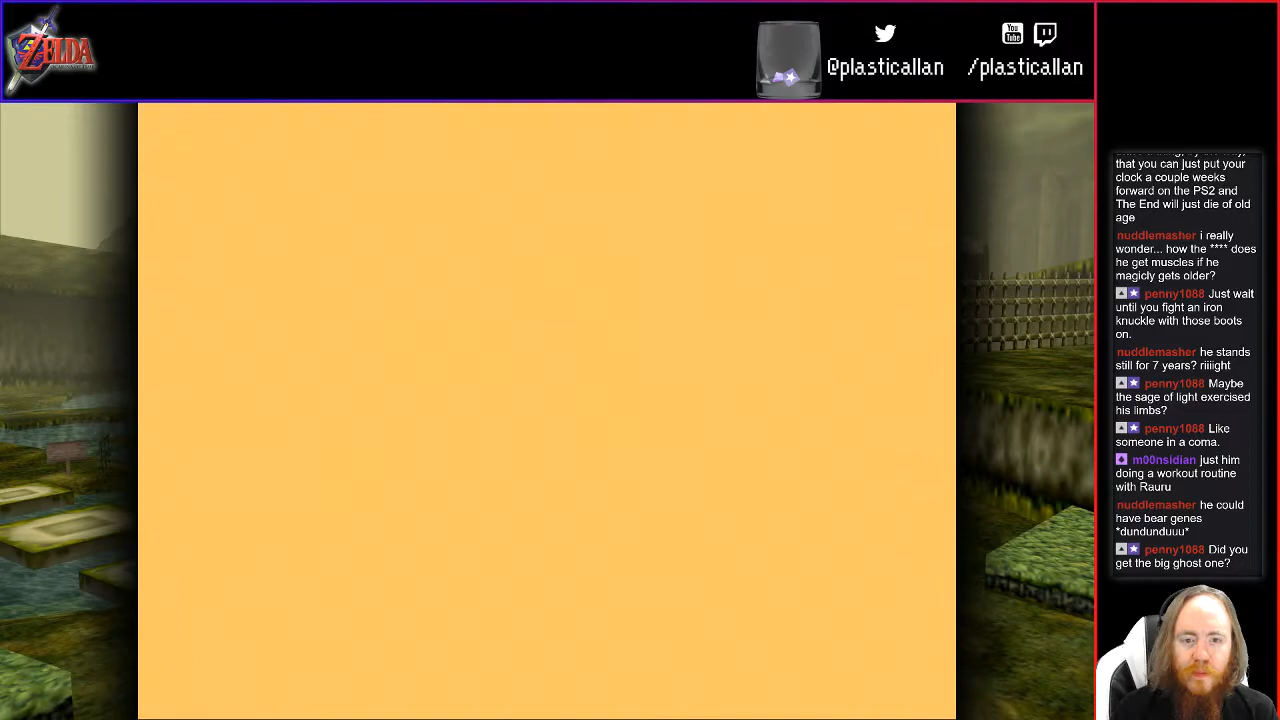 ZELDA
@plasticallan
You
Tube
/plasticallan
that you can just put your
clock a couple weeks
forward on the PS2 and
The End will just die of old
age
nuddlemasher i really
wonder... how the **** does
he get muscles if he
magicly gets older?
penny1088 Just wait
until you fight an iron
knuckle with those boots
on.
nuddlemasher he stands
still for 7 years? riiiight
penny1088 Maybe
the sage of light exercised
his limbs?
penny1088 Like
someone in a coma.
m00nsidian just him
doing a workout routine
with Rauru
nuddlemasher he could
have bear genes
*dundunduuu*
penny1088 Did you
get the big ghost one?